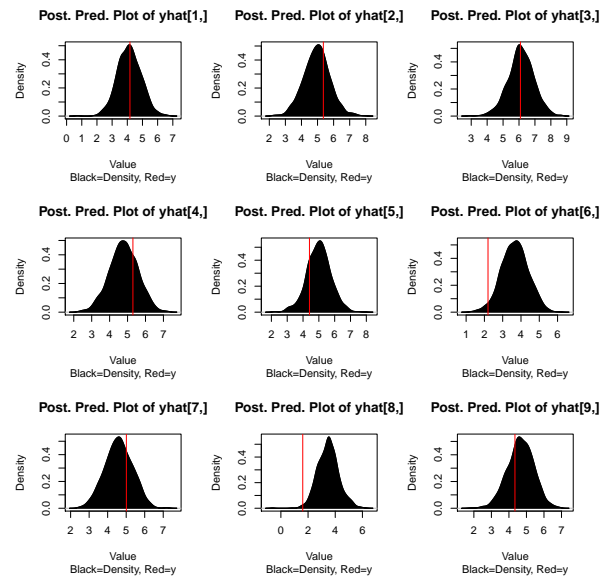 Post. Pred. Plot of yhat[1,]
Density
0.0 0.2 0.4
0 1 2 3 4 5 6 7
Value
Black=Density, Red=y
Post. Pred. Plot of yhat[2,]
Density
0.0 0.2 0.4
2 3 4 5 6 7 8
Value
Black=Density, Red=y
Post. Pred. Plot of yhat[3,]
Density
0.0 0.2 0.4
3 4 5 6 7 8 9
Value
Black=Density, Red=y
Post. Pred. Plot of yhat[4,]
Density
0.0 0.2 0.4
2 3 4 5 6 7
Value
Black=Density, Red=y
Post. Pred. Plot of yhat[5,]
Density
0.0 0.2 0.4
2 3 4 5 6 7 8
Value
Black=Density, Red=y
Post. Pred. Plot of yhat[6,]
Density
0.0 0.2 0.4
1 2 3 4 5 6
Value
Black=Density, Red=y
Post. Pred. Plot of yhat[7,]
Density
0.0 0.2 0.4
2 3 4 5 6 7
Value
Black=Density, Red=y
Post. Pred. Plot of yhat[8,]
Density
0.0 0.2 0.4
0 2 4 6
Value
Black=Density, Red=y
Post. Pred. Plot of yhat[9,]
Density
0.0 0.2 0.4
2 3 4 5 6 7
Value
Black=Density, Red=y